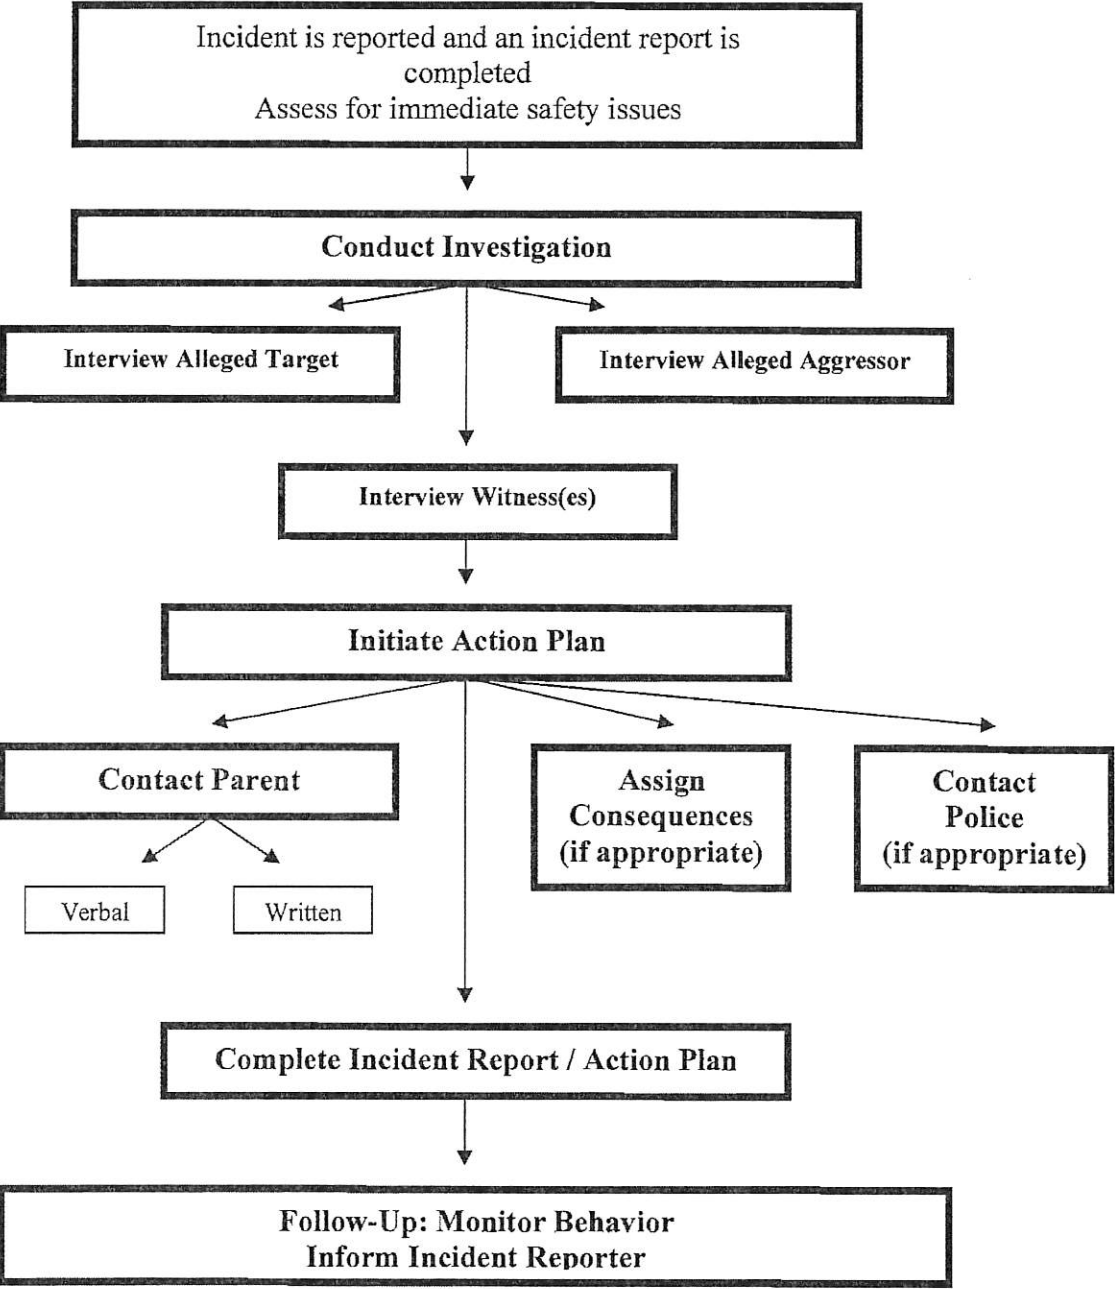 Incident is reported and an incident report is
completed
Assess for immediate safety issues
Conduct Investigation
Interview Alleged Target
Interview Alleged Aggressor
Interview Witness(es)
Initiate Action Plan
Contact Parent
Assign
Consequences
(if appropriate)
Contact
Police
(if appropriate)
Verbal
Written
Complete Incident Report / Action Plan
Follow-Up: Monitor Behavior
Inform Incident Reporter